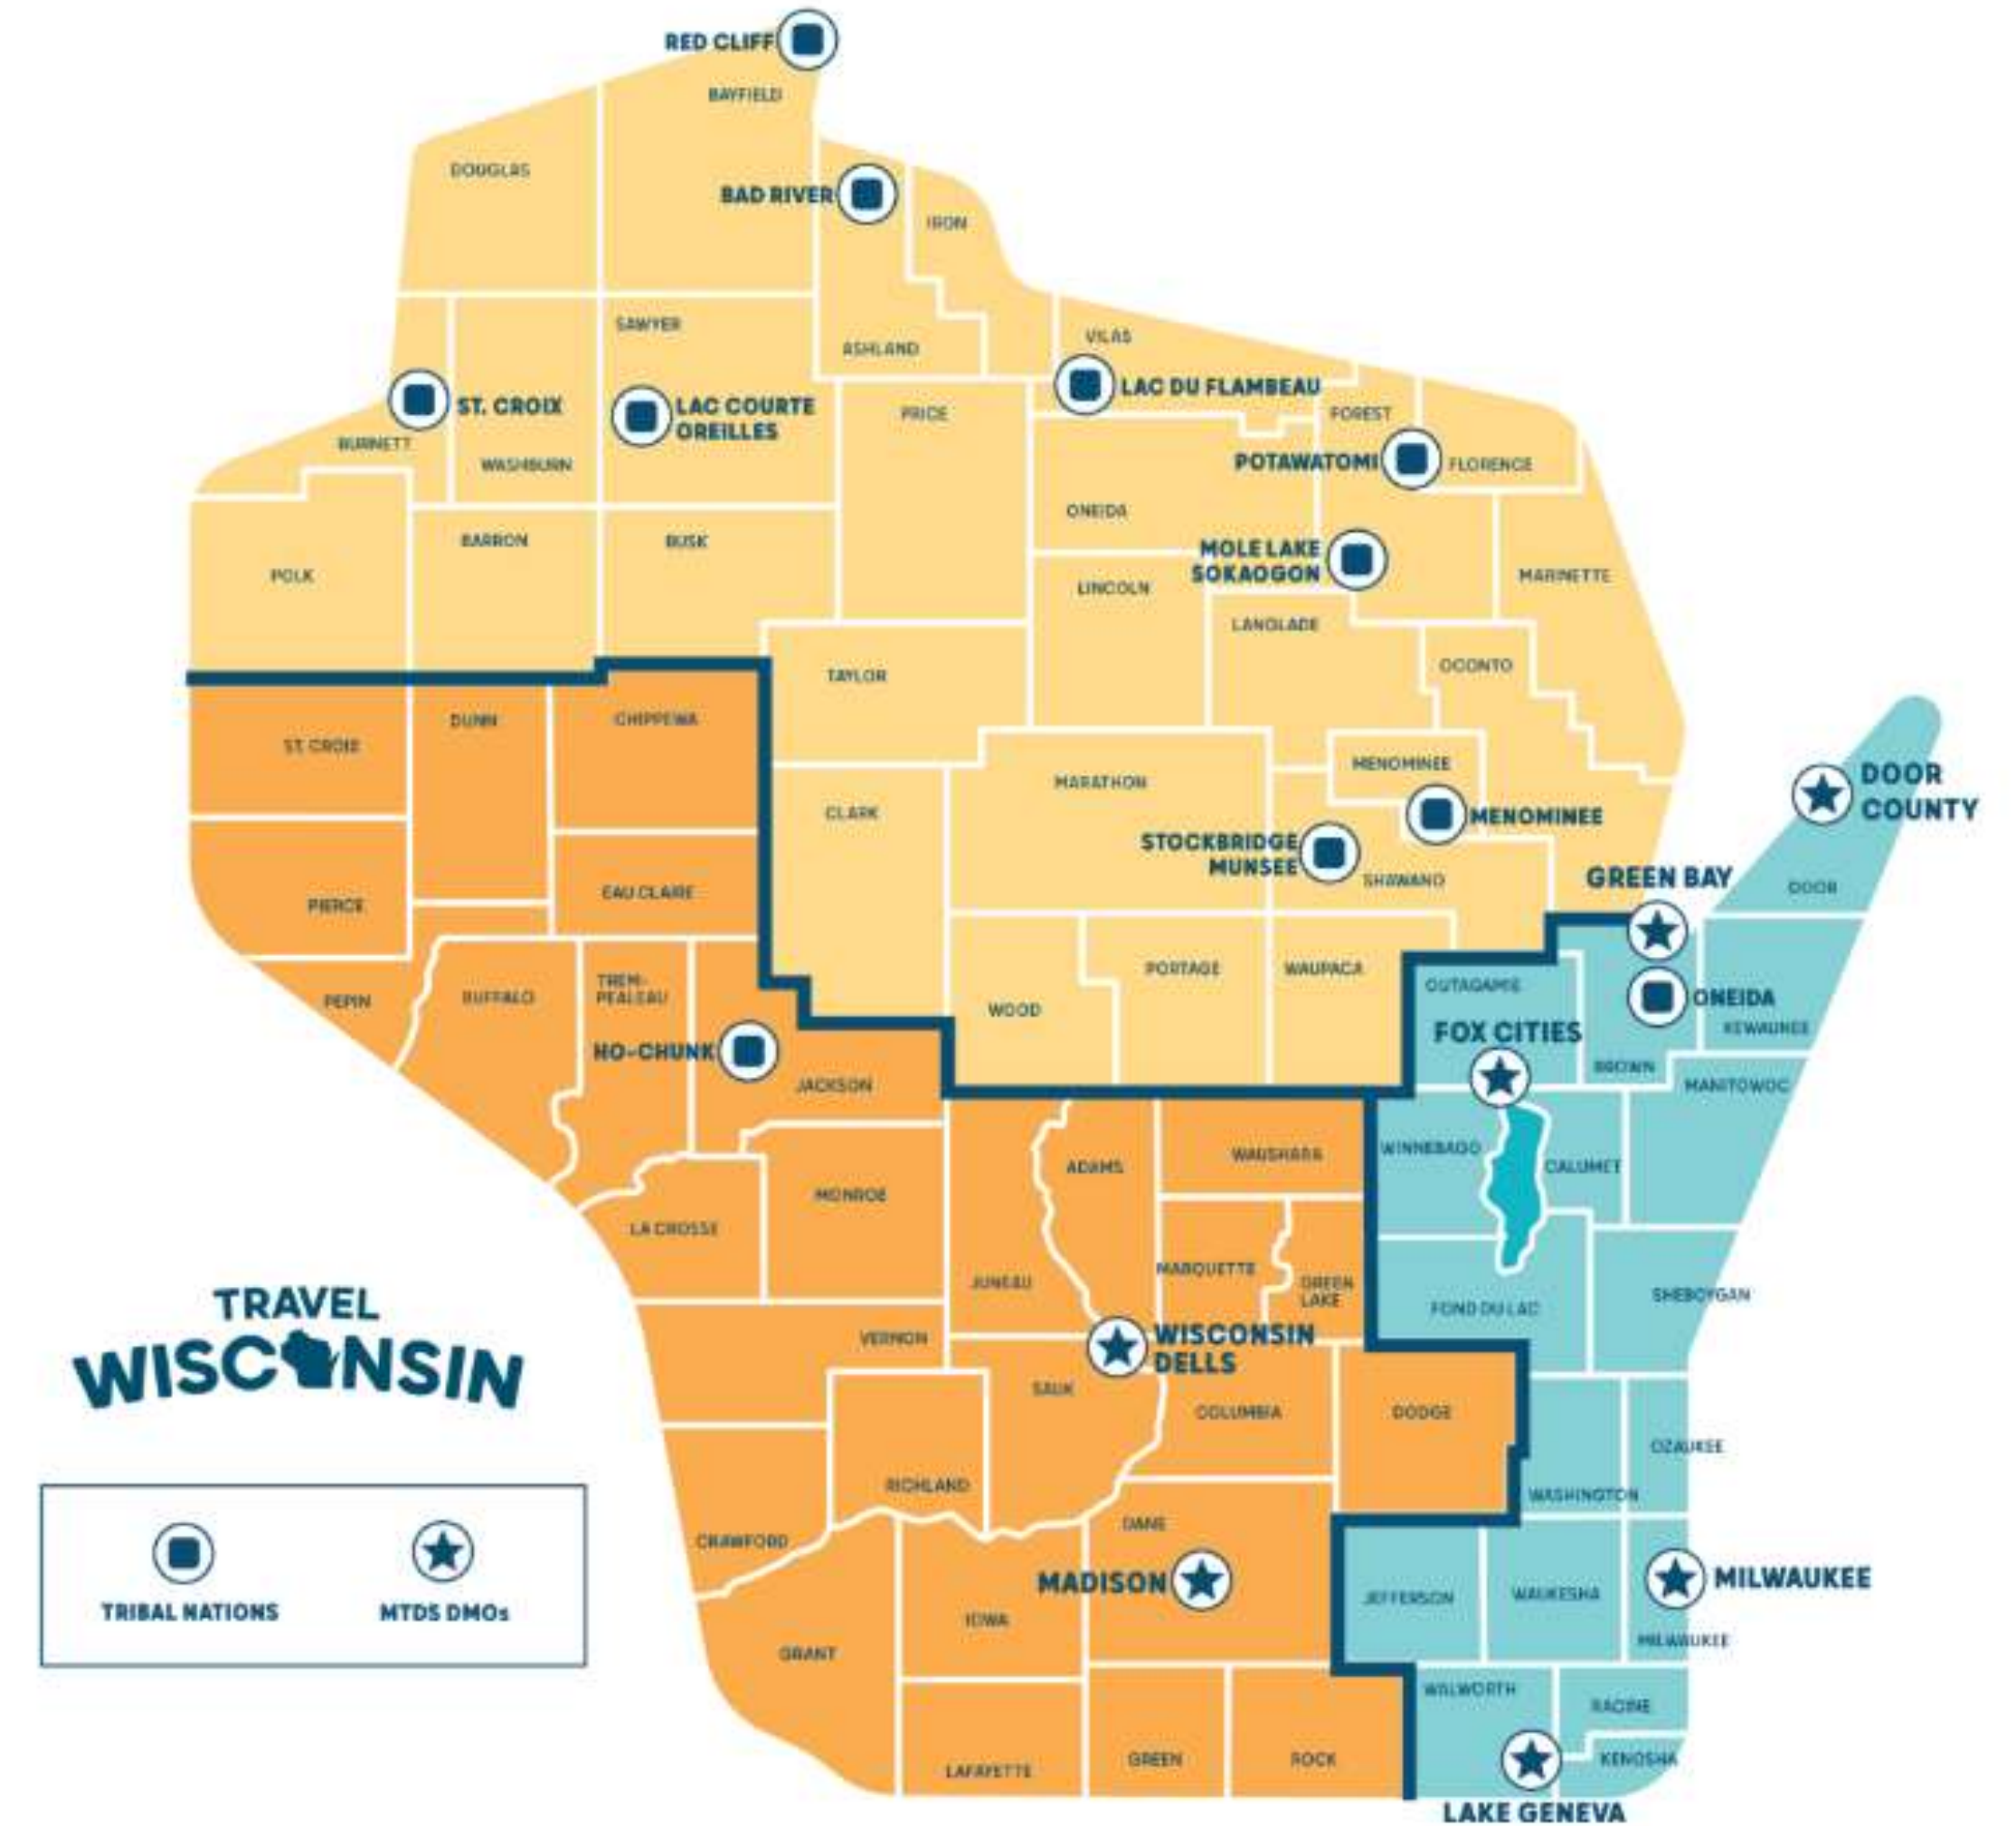 RED CLIFF
BAYFIELD
DOUGLAS
BAD RIVER
IRON
SAWYER
ASHLAND
VILAS
LAC DU FLAMBEAU
ST. CROIX
LAC COURTE
OREILLES
PRICE
FOREST
BURNETT
WASHBURN
POTAWATOMI
FLORENCE
ONEIDA
BARRON
BUSK
POLK
MOLE LAKE
SOKAOGON
LINCOLN
MARINETTE
LANGLADE
OCONTO
TAYLOR
ST. CROIX
DUNN
CHIPPEWA
MENOMINEE
MARATHON
CLARK
DOOR
COUNTY
MENOMINEE
STOCKBRIDGE
MUNSEE
SHAWANO
GREEN BAY
DOOR
PIERCE
EAU CLAIRE
PEPIN
BUFFALO
TREM-
PEALEAU
WOOD
PORTAGE
WAUPACA
OUTAGAMIE
ONEIDA
KEWAUNEE
FOX CITIES
HO-CHUNK
JACKSON
BROWN
MANITOWOC
ADAMS
WAUSHARA
WINNEBAGO
CALUMET
LA CROSSE
MONROE
JUNEAU
MARQUETTE
GREEN
LAKE
FOND DU LAC
SHEBOYGAN
VERNON
WISCONSIN
DELLS
SAUK
COLUMBIA
DODGE
OZAUKEE
RICHLAND
WASHINGTON
CRAWFORD
DANE
MADISON
JEFFERSON
WAUKESHA
MILWAUKEE
MILWAUKEE
IOWA
GRANT
WALWORTH
RACINE
LAFAYETTE
GREEN
ROCK
KENOSHA
LAKE GENEVA
TRAVEL
WISCONSIN
TRIBAL NATIONS
MTDS DMOs